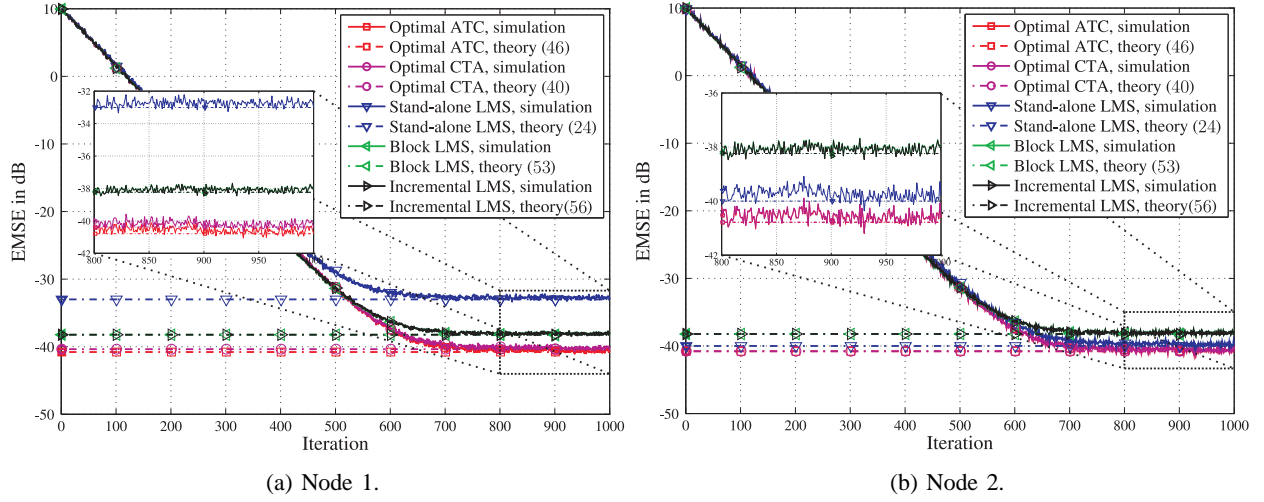 10
0
-10
-20
-30
-40
-50
EMSE in dB
0 100 200 300 400 500 600 700 800 900 1000
Iteration
Optimal ATC, simulation
Optimal ATC, theory (46)
Optimal CTA, simulation
Optimal CTA, theory (40)
Stand-alone LMS, simulation
Stand-alone LMS, theory (24)
Block LMS, simulation
Block LMS, theory (53)
Incremental LMS, simulation
Incremental LMS, theory(56)
-32
-34
-36
-38
-40
-42
800 850 900 950
(a) Node 1.
10
0
-10
-20
-30
-40
-50
EMSE in dB
0 100 200 300 400 500 600 700 800 900 1000
Iteration
Optimal ATC, simulation
Optimal ATC, theory (46)
Optimal CTA, simulation
Optimal CTA, theory (40)
Stand-alone LMS, simulation
Stand-alone LMS, theory (24)
Block LMS, simulation
Block LMS, theory (53)
Incremental LMS, simulation
Incremental LMS, theory(56)
-36
-38
-40
-42
800 850 900 950 1000
(b) Node 2.